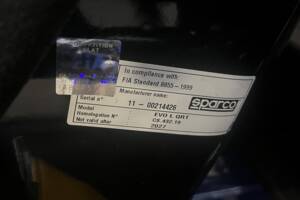 In compliance with:
FIA Standard 8855-1999
Manufacturer name:
sparco
Serial n°
11 - 00214426
Model
EVO L QRT
Homologation N°
CS.432.19
Not valid after
2027